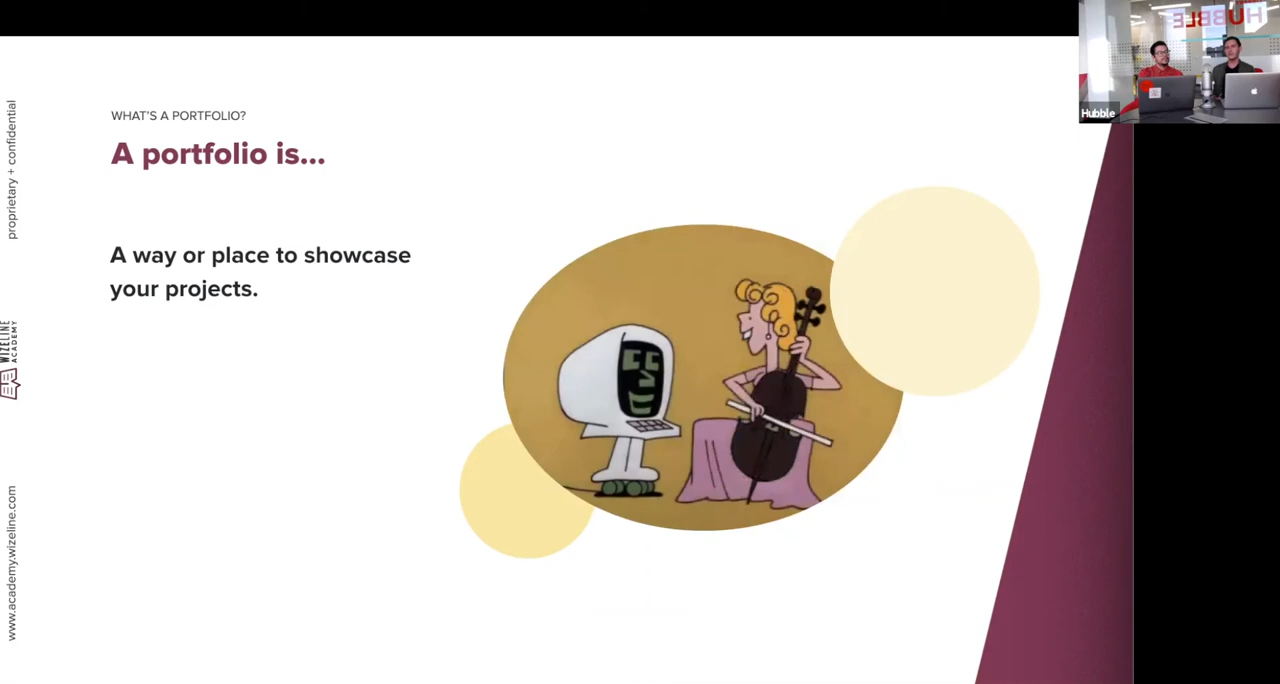 WHAT'S A PORTFOLIO?
A portfolio is...
A way or place to showcase
your projects.
proprietary + confidential
WIZELINE
ACADEMY
www.academy.wizeline.com
HUBBLE
Hubble